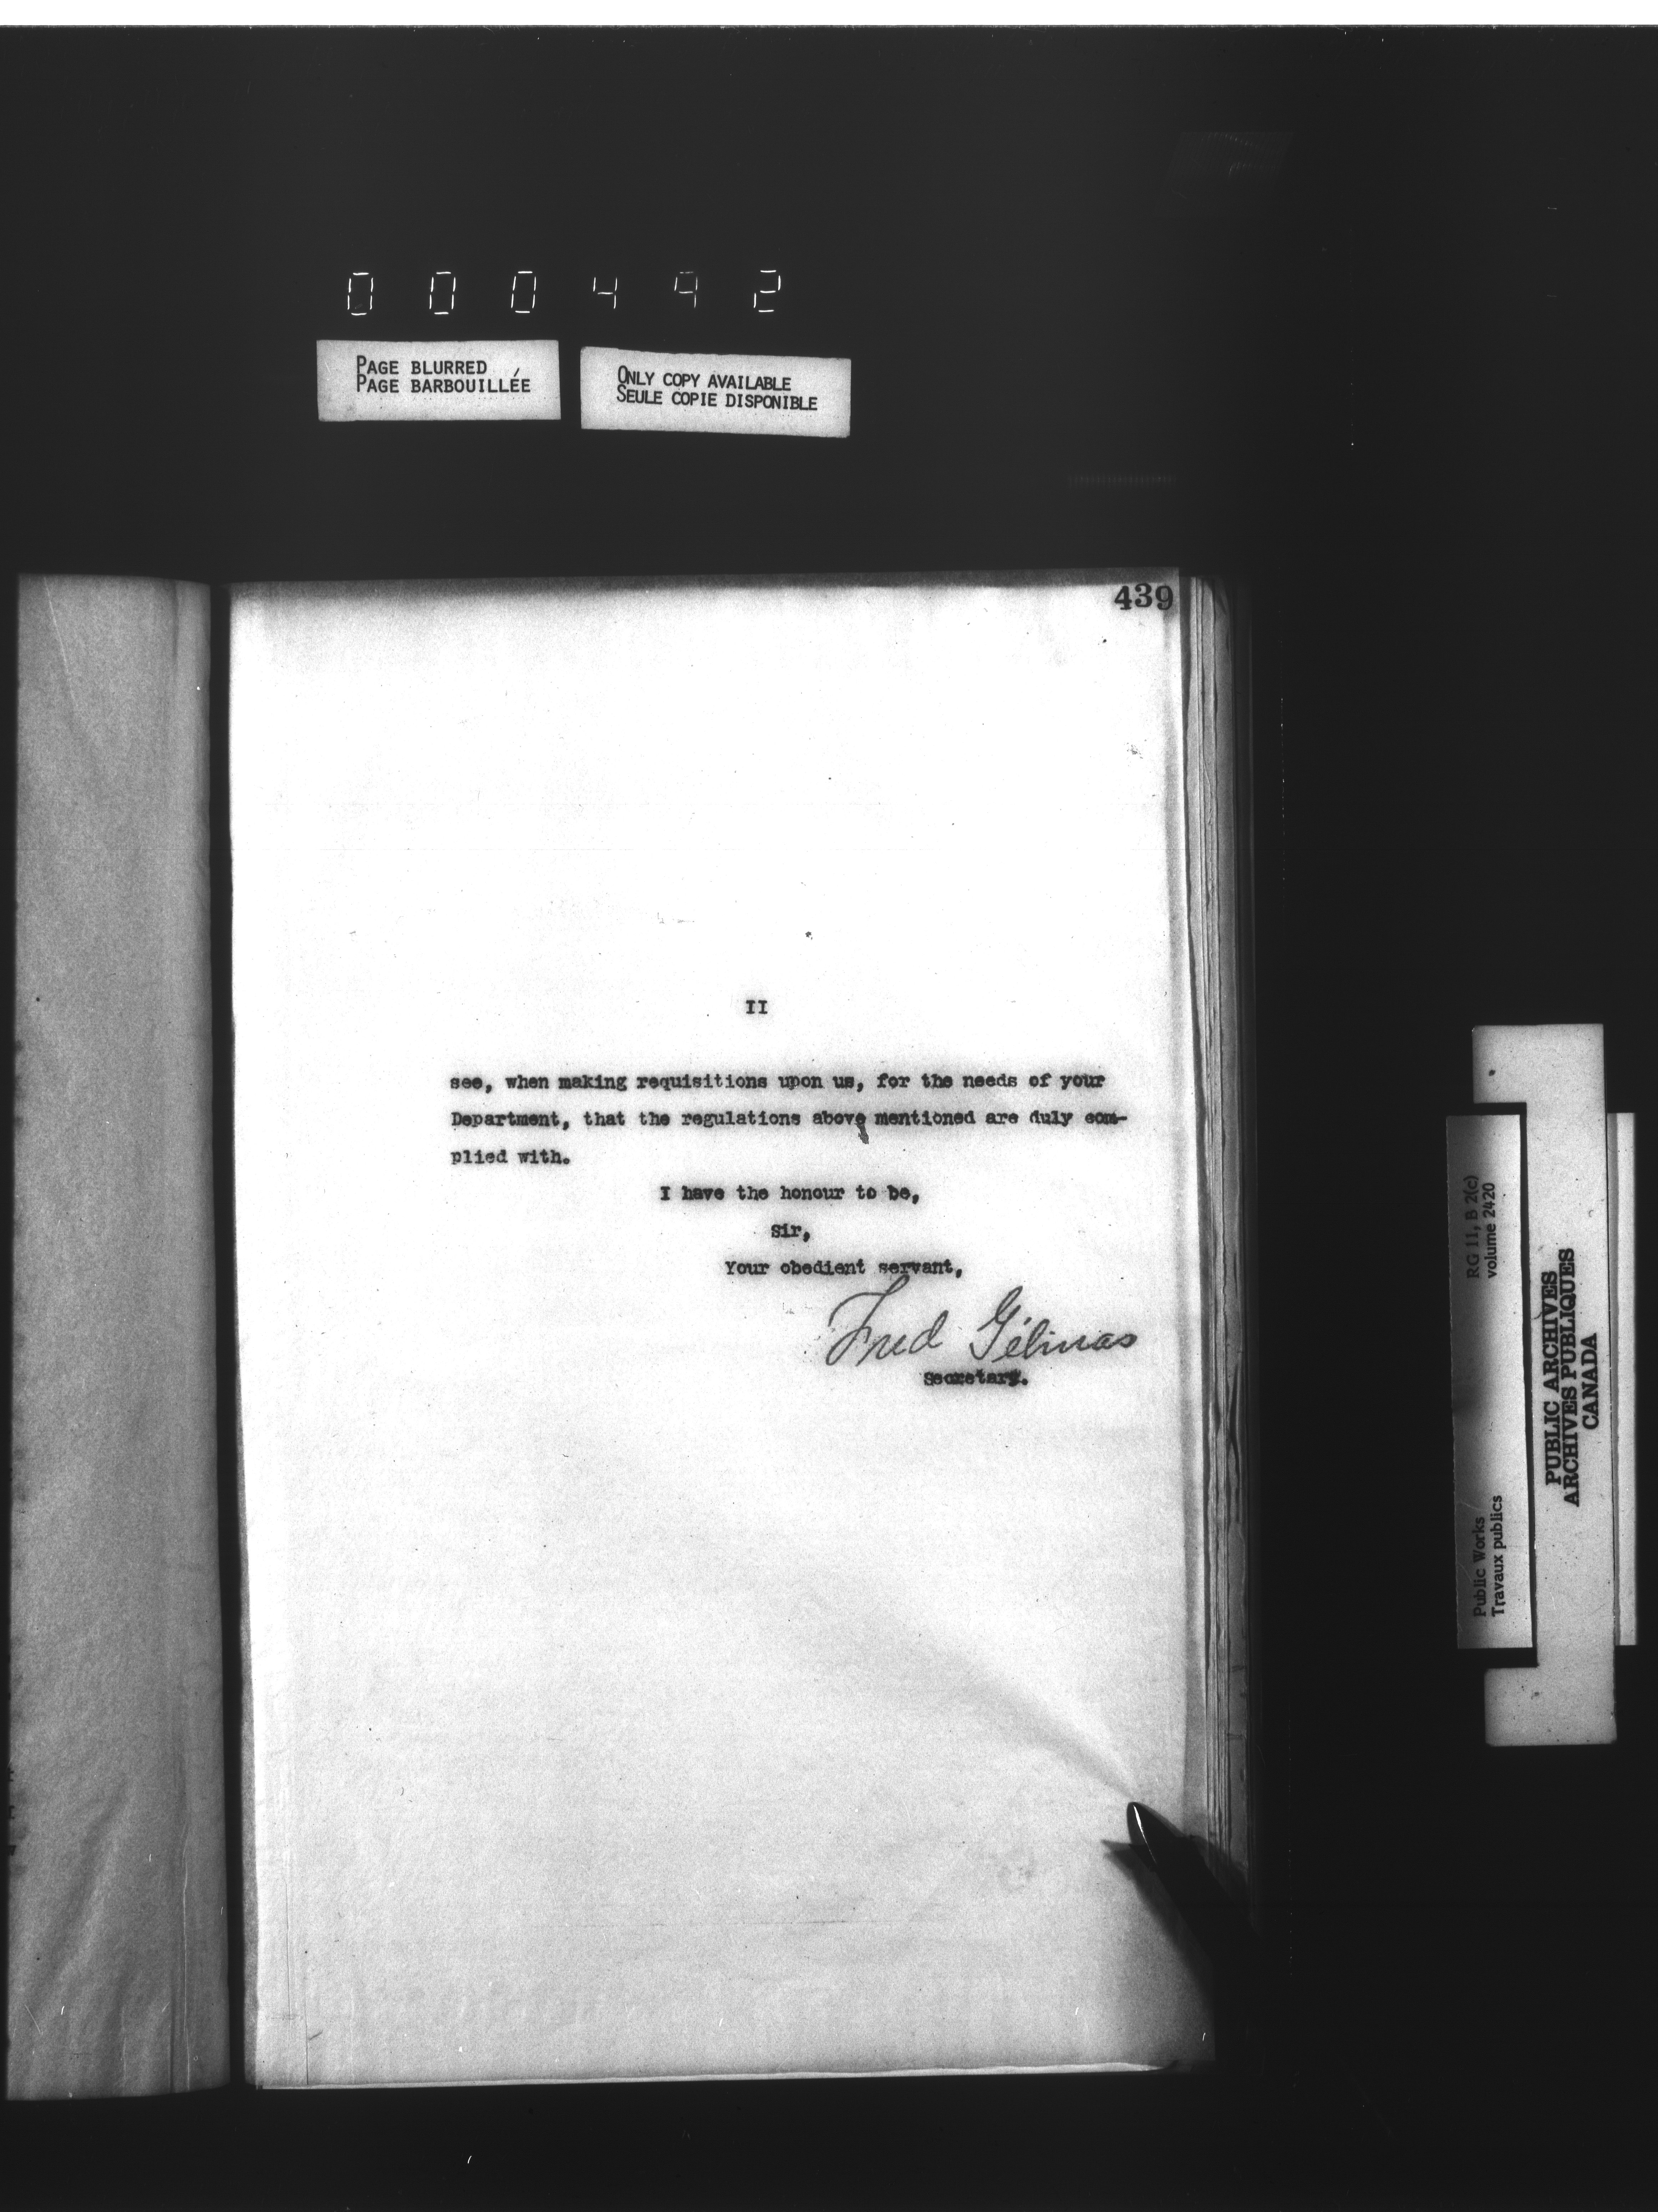 000492
PAGE BLURRED
PAGE BARBOUILLÉE
ONLY COPY AVAILABLE
SEULE COPIE DISPONIBLE
439
II
see, when making requisitions upon us, for the needs of your
Department, that the regulations above mentioned are duly com-
plied with.
I have the honour to be,
Sir,
Your obedient servant,
Fred Gélinas
Secretary.
Public Works
Travaux publics
RG 11, B 2(c)
volume 2420
PUBLIC ARCHIVES
ARCHIVES PUBLIQUES
CANADA